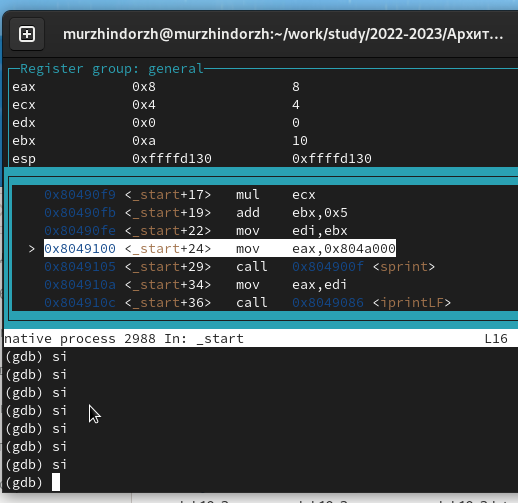 murzhindorzh@murzhindorzh:~/work/study/2022-2023/Архит…
Register group: general
eax 0x8 8
ecx 0x4 4
edx 0x0 0
ebx 0xa 10
esp 0xffffd130 0xffffd130
0x80490f9 <_start+17> mul ecx
0x80490fb <_start+19> add ebx,0x5
0x80490fe <_start+22> mov edi,ebx
> 0x8049100 <_start+24> mov eax,0x804a000
0x8049105 <_start+29> call 0x804900f <sprint>
0x804910a <_start+34> mov eax,edi
0x804910c <_start+36> call 0x8049086 <iprintLF>
native process 2988 In: _start L16
(gdb) si
(gdb) si
(gdb) si
(gdb) si
(gdb) si
(gdb) si
(gdb) si
(gdb)